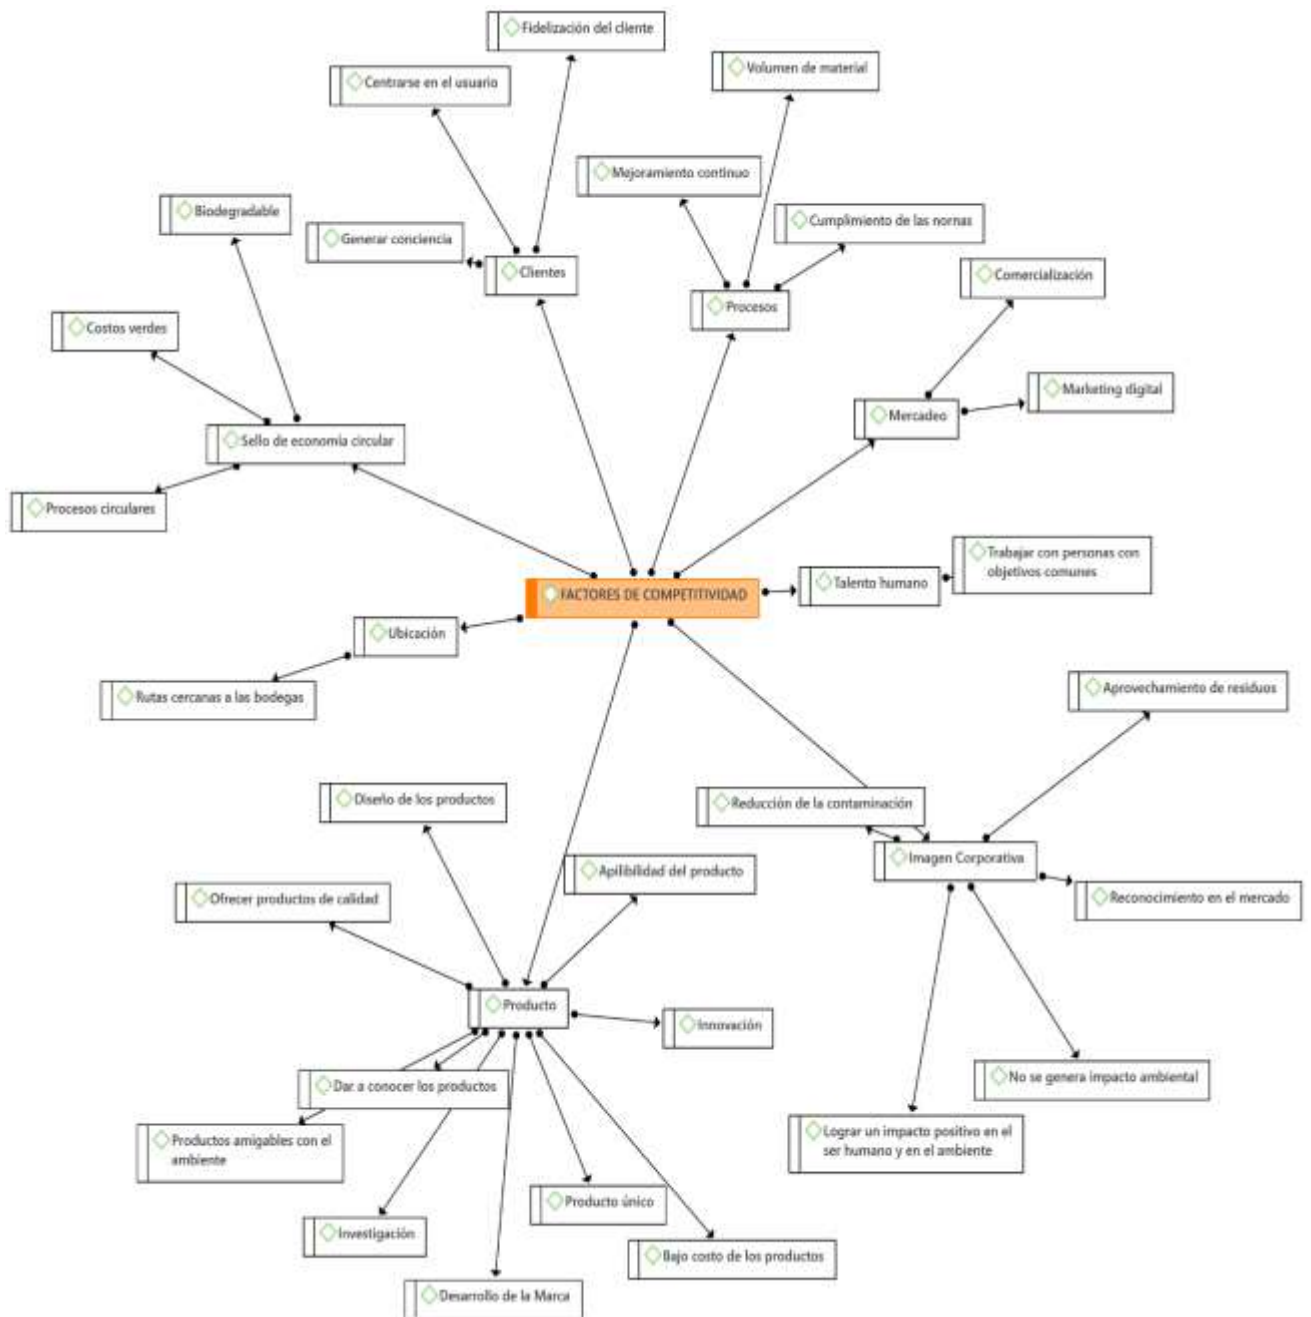 Fidelización del cliente
Centrarse en el usuario
Volumen de material
Mejoramiento continuo
Biodegradable
Generar conciencia
Cumplimiento de las nornas
Clientes
Comercialización
Procesos
Costos verdes
Marketing digital
Mercadeo
Sello de economía circular
Procesos circulares
Trabajar con personas con
objetivos comunes
Talento humano
FACTORES DE COMPETITIVIDAD
Ubicación
Rutas cercanas a las bodegas
Aprovechamiento de residuos
Diseño de los productos
Reducción de la contaminación
Imagen Corporativa
Apilibilidad del producto
Ofrecer productos de calidad
Reconocimiento en el mercado
Producto
Innovación
Dar a conocer los productos
No se genera impacto ambiental
Productos amigables con el
ambiente
Lograr un impacto positivo en el
ser humano y en el ambiente
Producto único
Investigación
Bajo costo de los productos
Desarrollo de la Marca